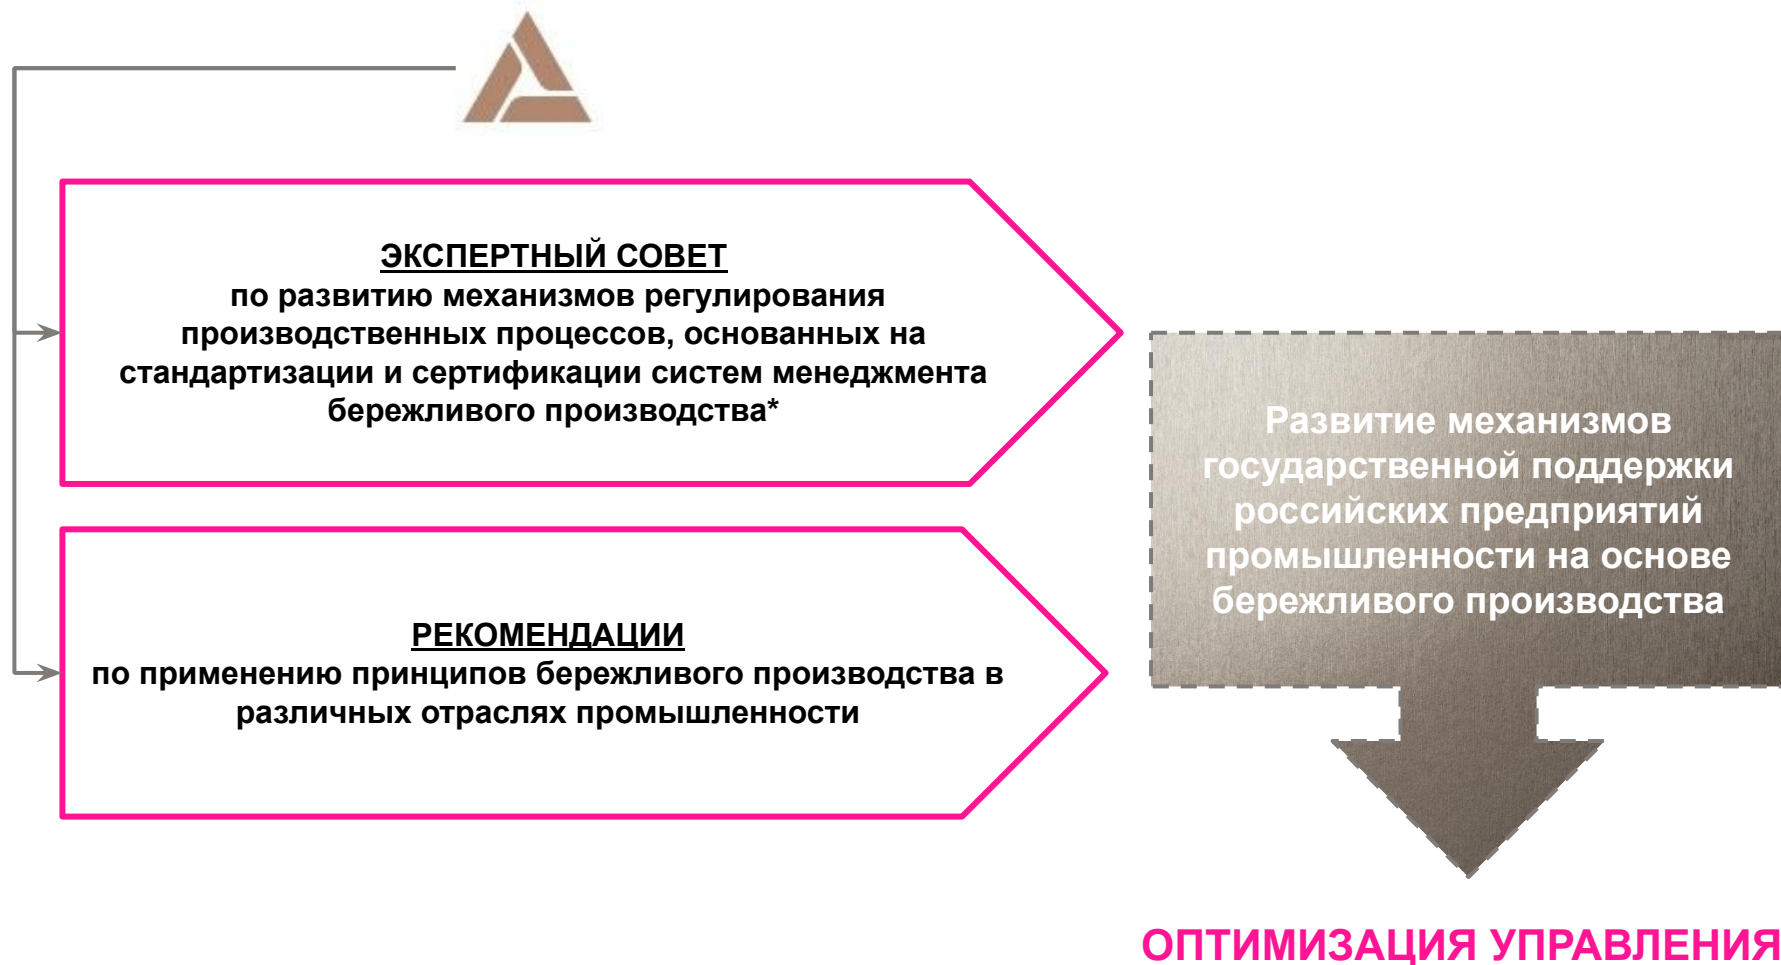 ЭКСПЕРТНЫЙ СОВЕТ
по развитию механизмов регулирования
производственных процессов, основанных на
стандартизации и сертификации систем менеджмента
бережливого производства*
РЕКОМЕНДАЦИИ
по применению принципов бережливого производства в
различных отраслях промышленности
Развитие механизмов
государственной поддержки
российских предприятий
промышленности на основе
бережливого производства
ОПТИМИЗАЦИЯ УПРАВЛЕНИЯ